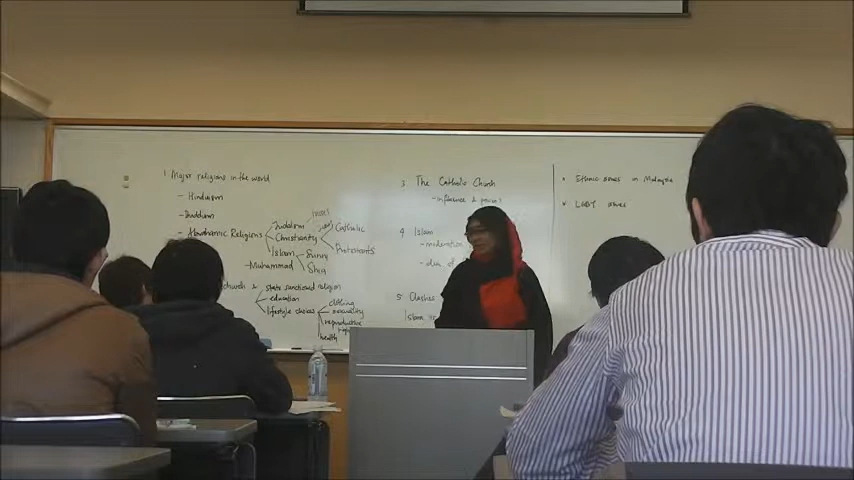 1 Major religions in the world
- Hinduism
- Buddism
- Abrahamic Religions
Judaism
Christianity
Catholic
Protestants
Islam
Sunny
Shia
- Muhammad
church &
state sanctioned religion
- education
lifestyle choices
clothing
sexuality
reproductive
health
3 The Catholic Church
- Influence & power
4 Islam
- moderation
5 Clashes
Islam
Ethnic issues in Malaysia
LGBT issues